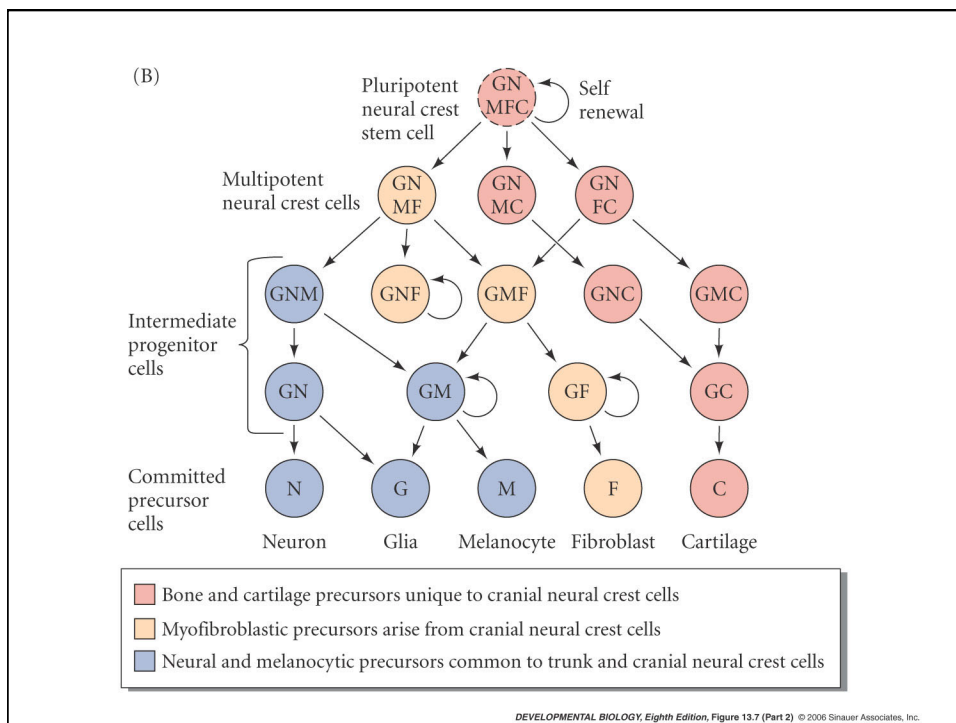 (B)
Pluripotent
neural crest
stem cell
GN
MFC
Self
renewal
Multipotent
neural crest cells
GN
MF
GN
MC
GN
FC
Intermediate
progenitor
cells
GNM
GNF
GMF
GNC
GMC
GN
GM
GF
GC
Committed
precursor
cells
N
G
M
F
C
Neuron
Glia
Melanocyte
Fibroblast
Cartilage
Bone and cartilage precursors unique to cranial neural crest cells
Myofibroblastic precursors arise from cranial neural crest cells
Neural and melanocytic precursors common to trunk and cranial neural crest cells
DEVELOPMENTAL BIOLOGY, Eighth Edition, Figure 13.7 (Part 2) © 2006 Sinauer Associates, Inc.